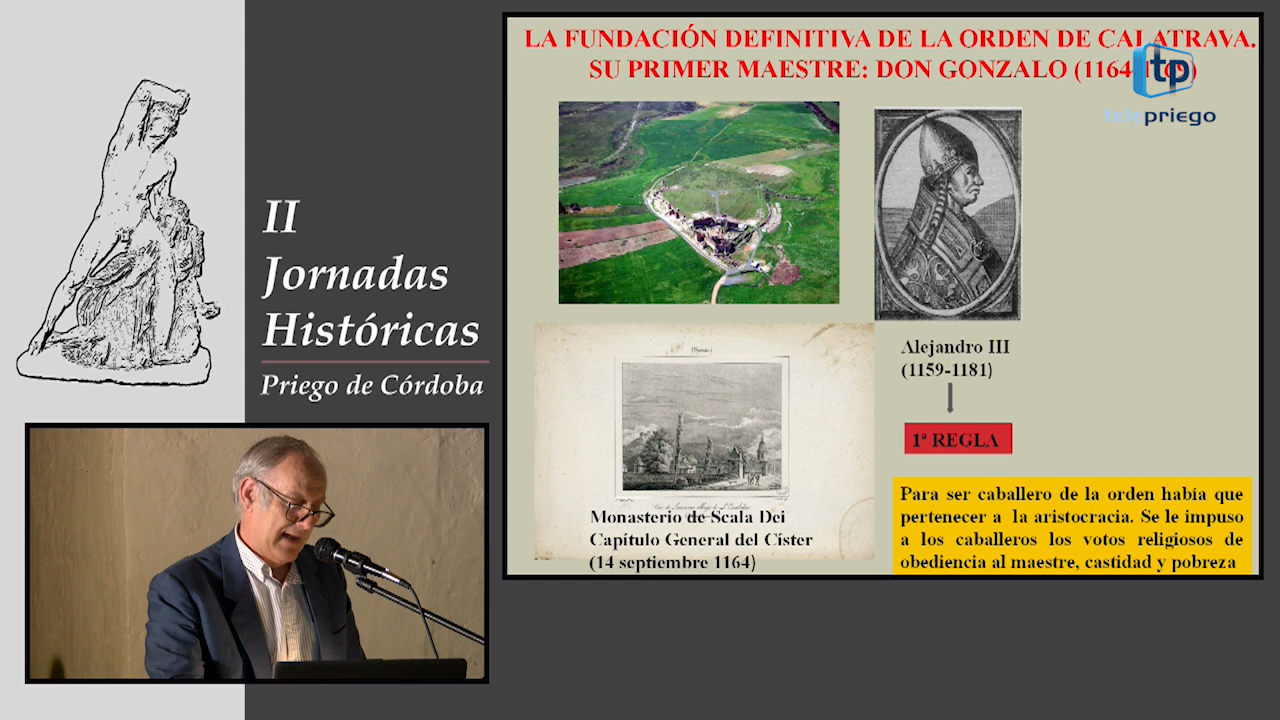 II
Jornadas
Históricas
Priego de Córdoba
LA FUNDACIÓN DEFINITIVA DE LA ORDEN DE CALATRAVA.
SU PRIMER MAESTRE: DON GONZALO (1164-1169)
tp
telepriego
Alejandro III
(1159-1181)
1ª REGLA
Monasterio de Scala Dei
Capítulo General del Císter
(14 septiembre 1164)
Para ser caballero de la orden había que
pertenecer a la aristocracia. Se le impuso
a los caballeros los votos religiosos de
obediencia al maestre, castidad y pobreza